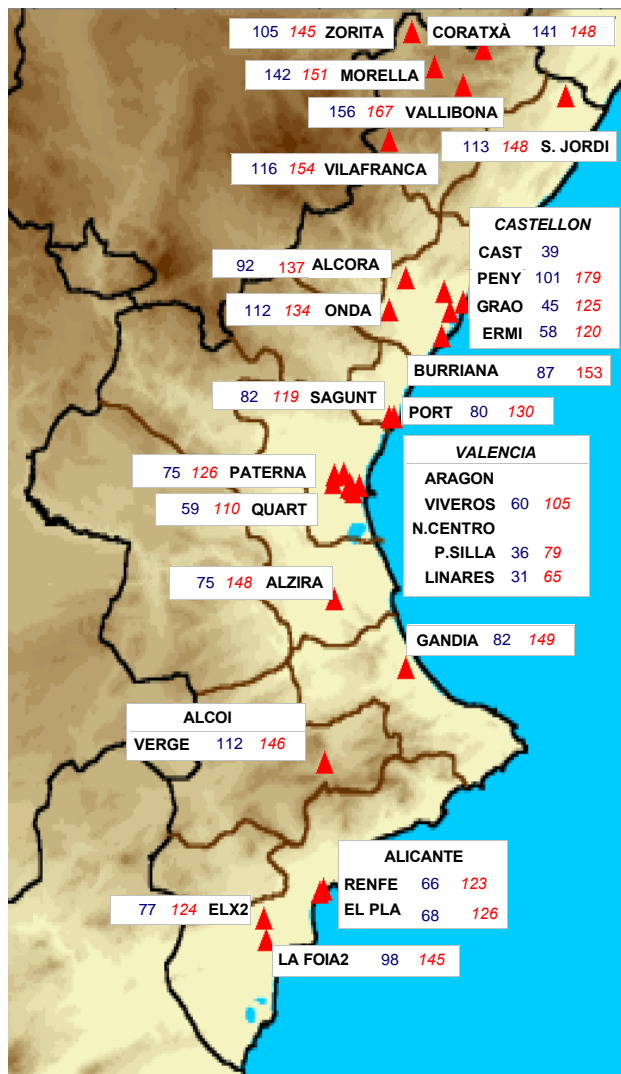 105 145 ZORITA
CORATXÀ 141 148
142 151 MORELLA
156 167 VALLIBONA
113 148 S. JORDI
116 154 VILAFRANCA
CASTELLON
CAST 39
PENY 101 179
GRAO 45 125
ERMI 58 120
92 137 ALCORA
112 134 ONDA
BURRIANA 87 153
82 119 SAGUNT
PORT 80 130
VALENCIA
ARAGON
VIVEROS 60 105
N.CENTRO
P.SILLA 36 79
LINARES 31 65
75 126 PATERNA
59 110 QUART
75 148 ALZIRA
GANDIA 82 149
ALCOI
VERGE 112 146
ALICANTE
RENFE 66 123
EL PLA 68 126
77 124 ELX2
LA FOIA2 98 145